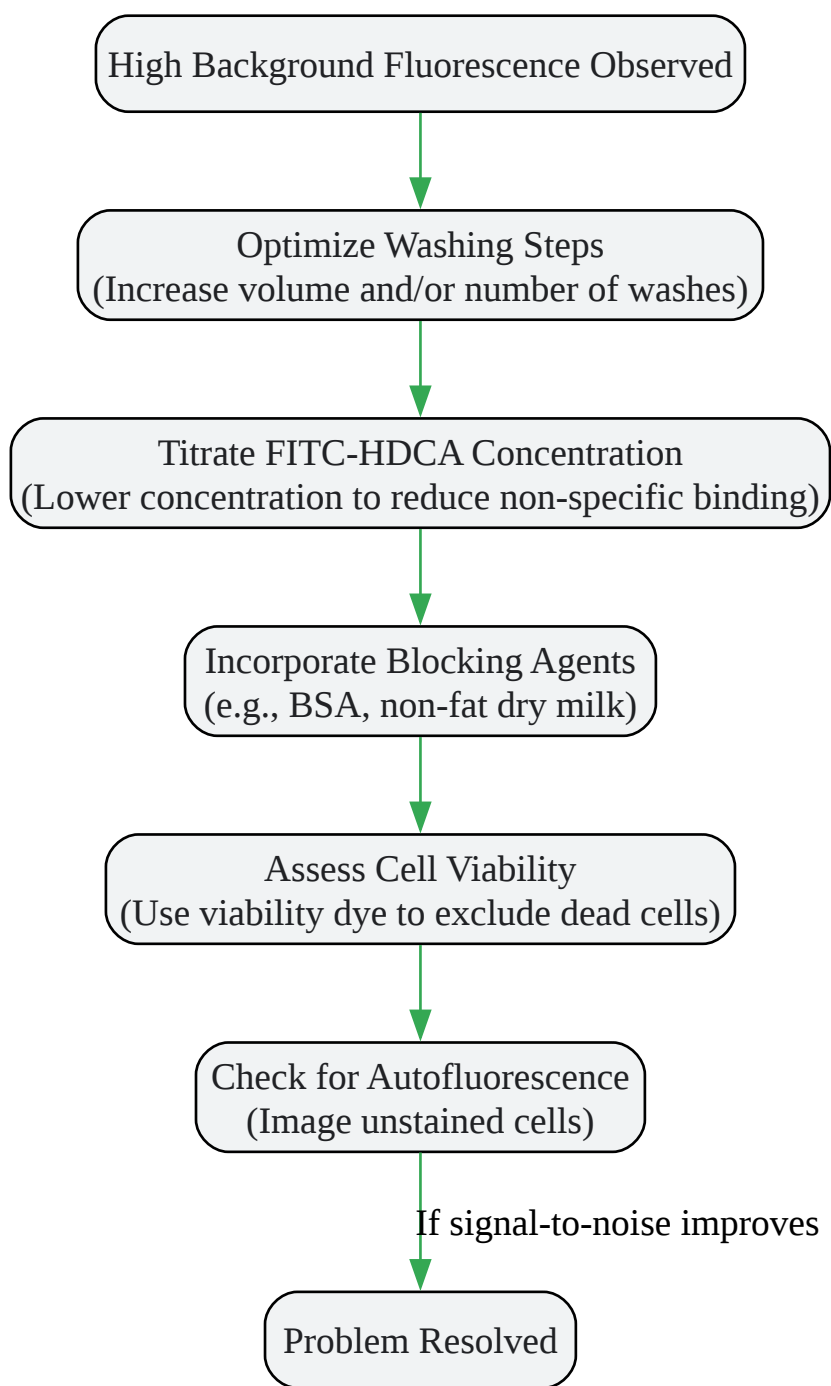 High Background Fluorescence Observed
Optimize Washing Steps
(Increase volume and/or number of washes)
Titrate FITC-HDCA Concentration
(Lower concentration to reduce non-specific binding)
Incorporate Blocking Agents
(e.g., BSA, non-fat dry milk)
Assess Cell Viability
(Use viability dye to exclude dead cells)
Check for Autofluorescence
(Image unstained cells)
If signal-to-noise improves
Problem Resolved